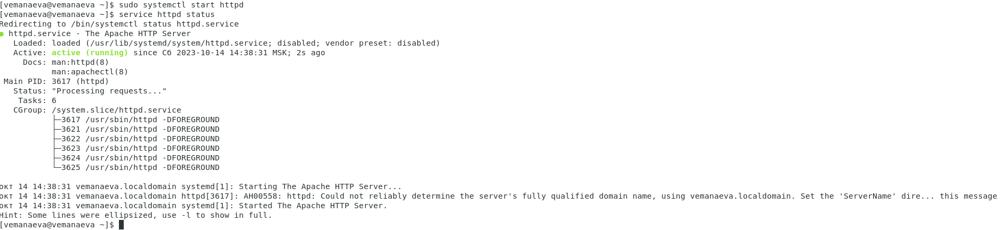 [vemanaeva@vemanaeva ~]$ sudo systemctl start httpd
[vemanaeva@vemanaeva ~]$ service httpd status
Redirecting to /bin/systemctl status httpd.service
● httpd.service - The Apache HTTP Server
   Loaded: loaded (/usr/lib/systemd/system/httpd.service; disabled; vendor preset: disabled)
   Active: active (running) since Сб 2023-10-14 14:38:31 MSK; 2s ago
     Docs: man:httpd(8)
           man:apachectl(8)
 Main PID: 3617 (httpd)
   Status: "Processing requests..."
    Tasks: 6
   CGroup: /system.slice/httpd.service
           ├─3617 /usr/sbin/httpd -DFOREGROUND
           ├─3621 /usr/sbin/httpd -DFOREGROUND
           ├─3622 /usr/sbin/httpd -DFOREGROUND
           ├─3623 /usr/sbin/httpd -DFOREGROUND
           ├─3624 /usr/sbin/httpd -DFOREGROUND
           └─3625 /usr/sbin/httpd -DFOREGROUND

окт 14 14:38:31 vemanaeva.localdomain systemd[1]: Starting The Apache HTTP Server...
окт 14 14:38:31 vemanaeva.localdomain httpd[3617]: AH00558: httpd: Could not reliably determine the server's fully qualified domain name, using vemanaeva.localdomain. Set the 'ServerName' dire... this message
окт 14 14:38:31 vemanaeva.localdomain systemd[1]: Started The Apache HTTP Server.
Hint: Some lines were ellipsized, use -l to show in full.
[vemanaeva@vemanaeva ~]$